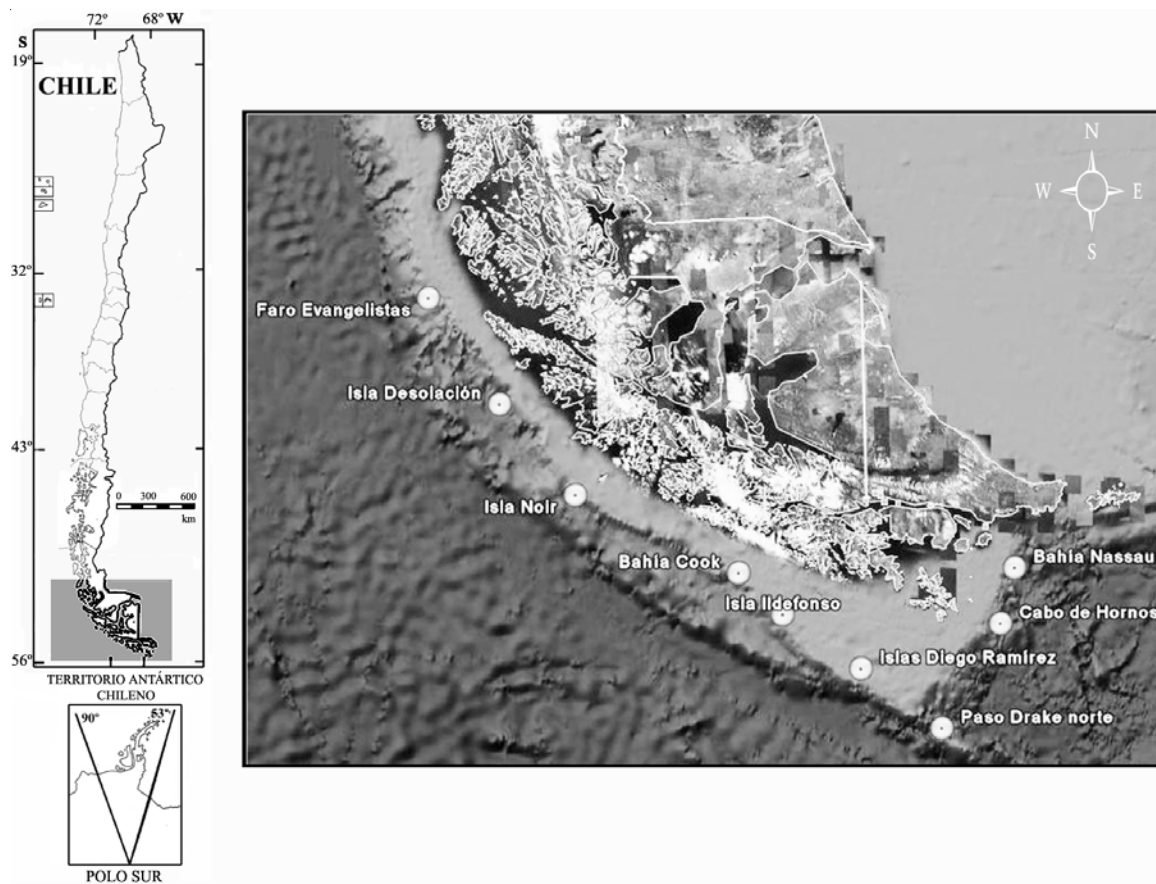 72° 68° W
S
19°
CHILE
32°
43°
0 300 600
km
56°
TERRITORIO ANTÁRTICO
CHILENO
90° 53°
POLO SUR
N
W E
S
Faro Evangelistas
Isla Desolación
Isla Noir
Bahía Cook
Isla Ildefonso
Bahía Nassau
Cabo de Hornos
Islas Diego Ramírez
Paso Drake norte